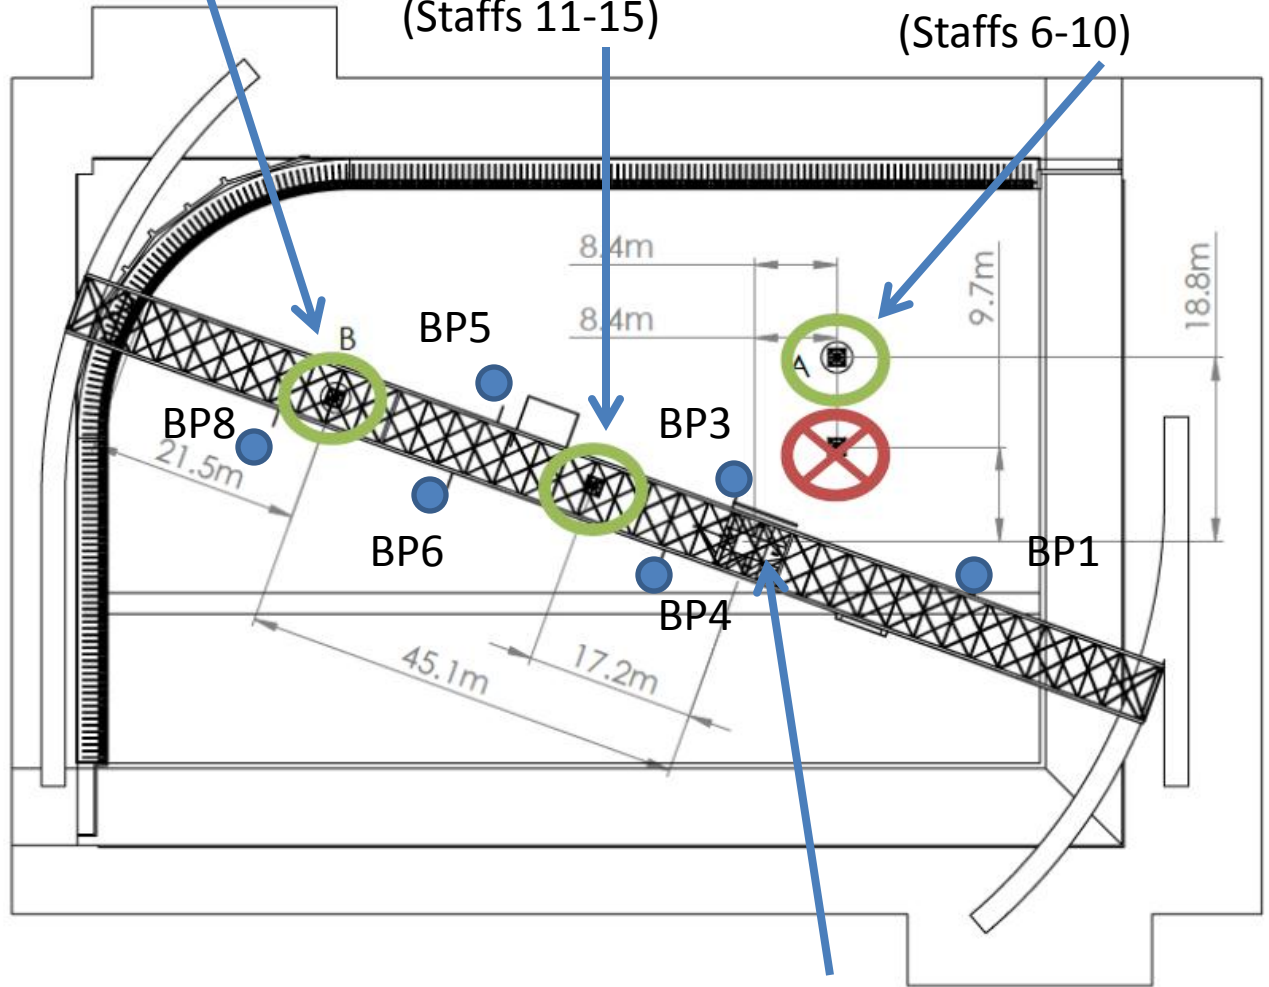 (Staffs 11-15)
(Staffs 6-10)
8.4m
9.7m
18.8m
8.4m
BP5
B
A
BP8
BP3
21.5m
BP6
BP1
BP4
45.1m
17.2m